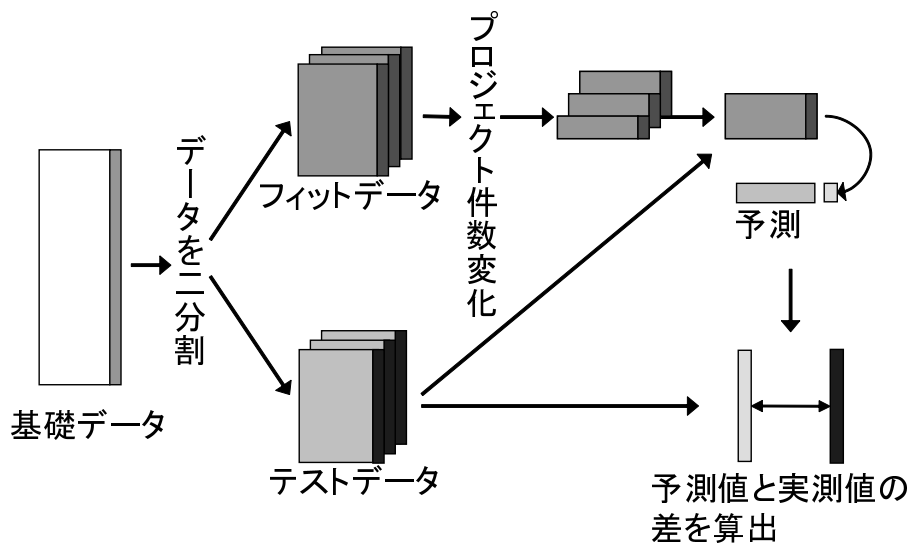 基礎データ
データを二分割
フィットデータ
テストデータ
プロジェクト件数変化
予測
予測値と実測値の
差を算出